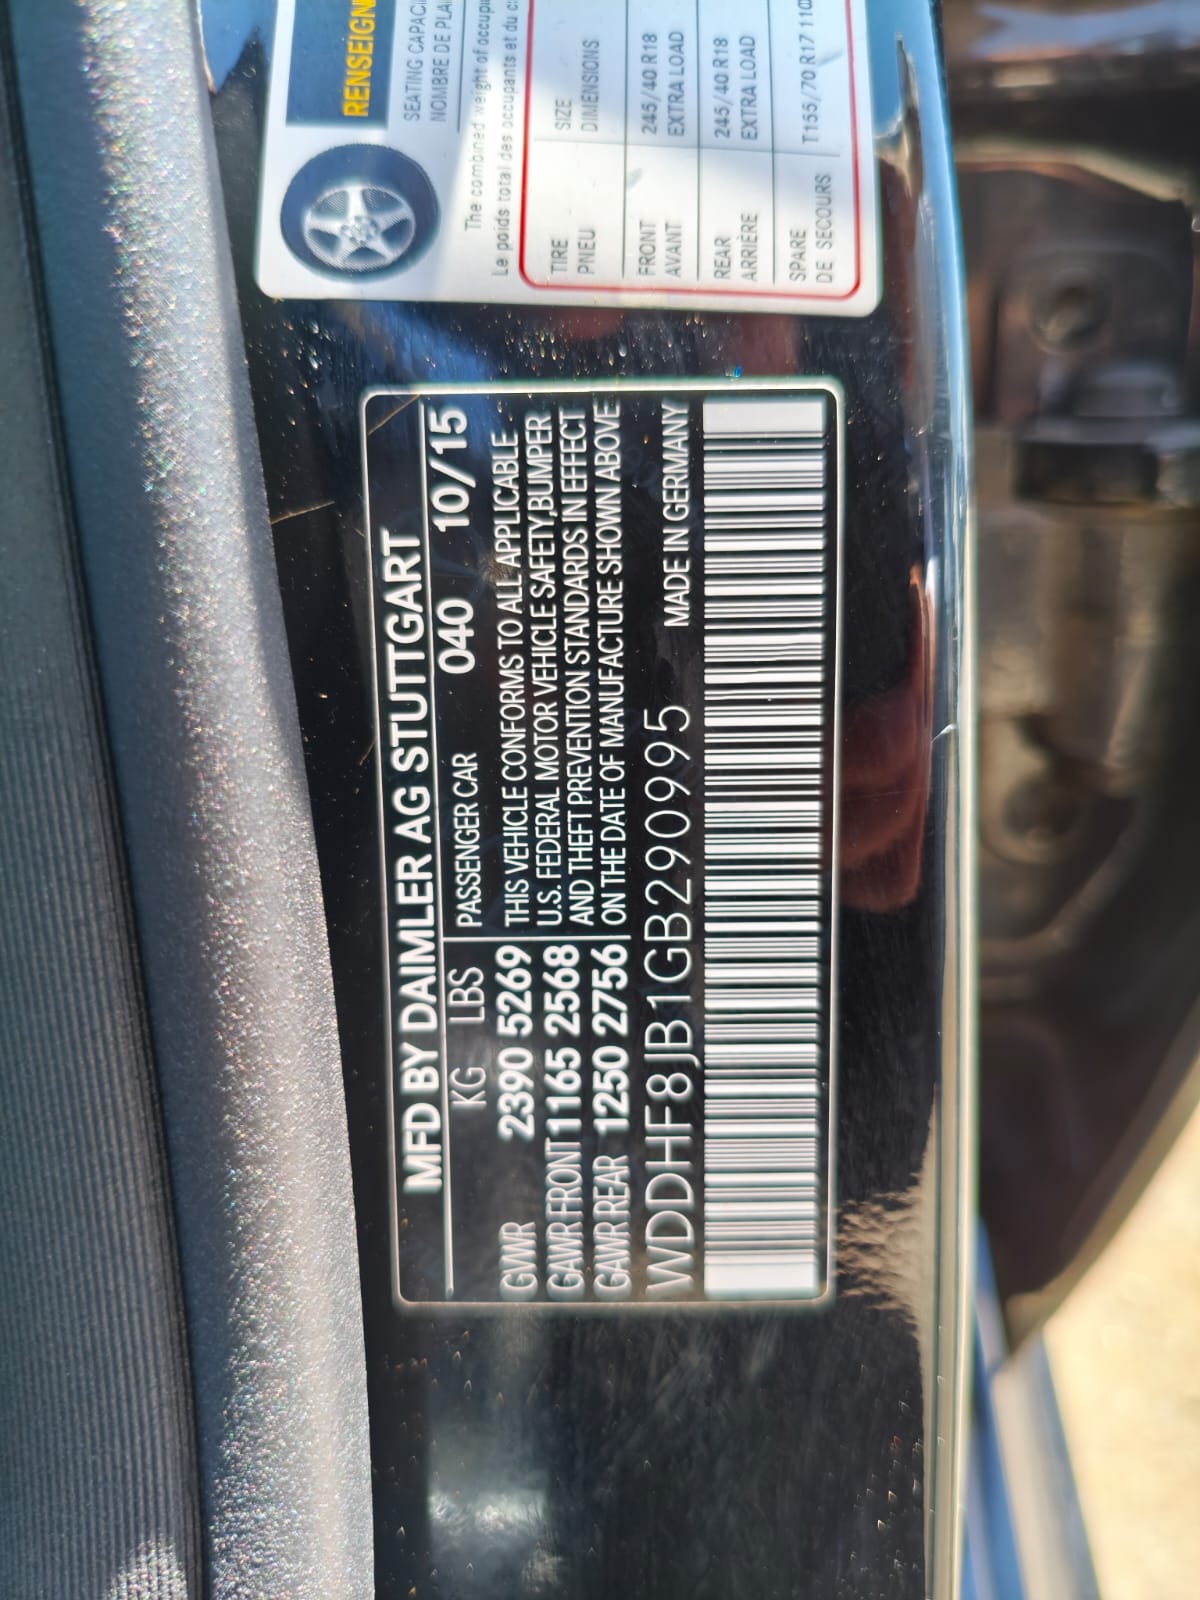 RENSEIGN
SEATING CAPACI
NOMBRE DE PLA
The combined weight of occup
Le poids total des occupants et du c
TIRE SIZE
PNEU DIMENSIONS
FRONT 245/40 R18
AVANT EXTRA LOAD
REAR 245/40 R18
ARRIÈRE EXTRA LOAD
SPARE T155/70 R17 110
DE SECOURS
MFD BY DAIMLER AG STUTTGART
KG LBS PASSENGER CAR 040 10/15
GVWR 2390 5269 THIS VEHICLE CONFORMS TO ALL APPLICABLE
GAWR FRONT 1165 2568 U.S. FEDERAL MOTOR VEHICLE SAFETY,BUMPER
AND THEFT PREVENTION STANDARDS IN EFFECT
GAWR REAR 1250 2756 ON THE DATE OF MANUFACTURE SHOWN ABOVE
WDDHF8JB1GB290995 MADE IN GERMANY